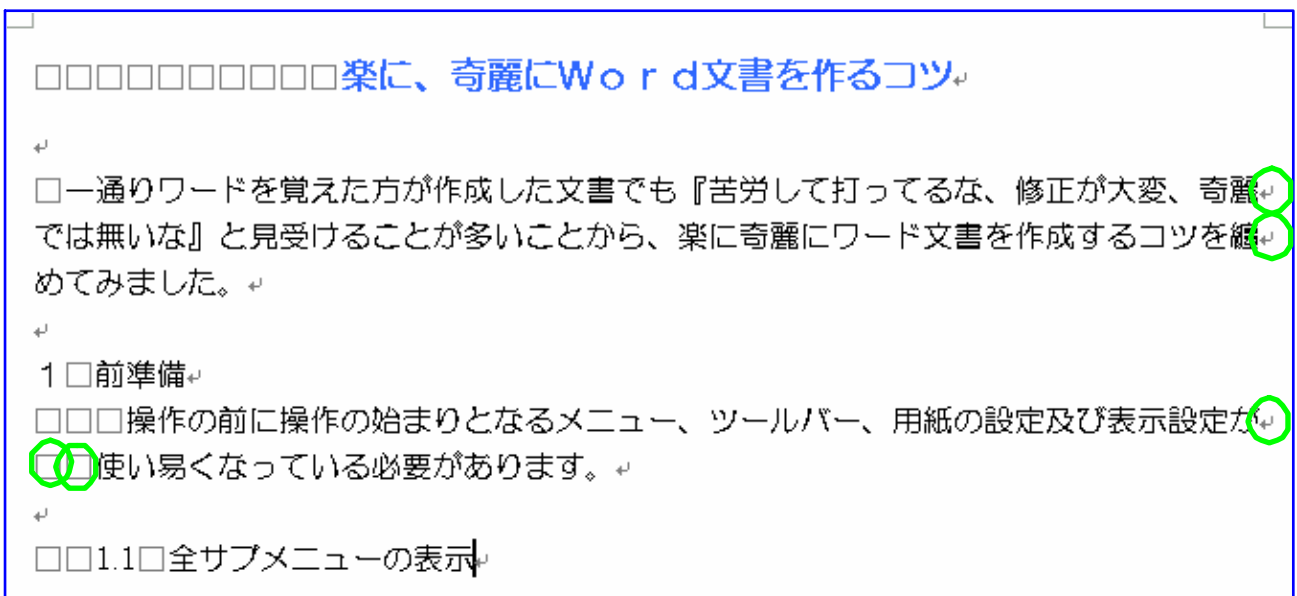 □□□□□□□□□□楽に、奇麗にWord文書を作るコツ↵
↵
□一通りワードを覚えた方が作成した文書でも『苦労して打ってるな、修正が大変、奇麗↵
では無いな』と見受けることが多いことから、楽に奇麗にワード文書を作成するコツを纏↵
めてみました。↵
↵
1□前準備↵
□□□操作の前に操作の始まりとなるメニュー、ツールバー、用紙の設定及び表示設定が↵
□□使い易くなっている必要があります。↵
↵
□□1.1□全サブメニューの表示↵